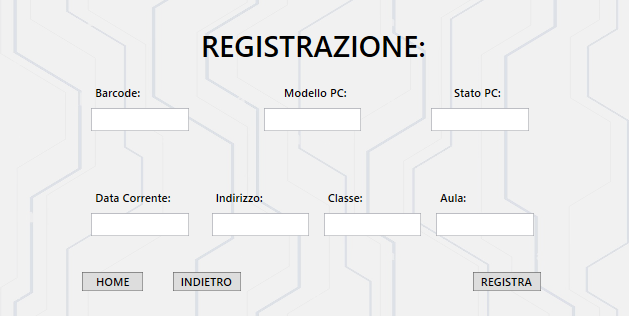 REGISTRAZIONE:
Barcode: Modello PC: Stato PC:
Data Corrente: Indirizzo: Classe: Aula:
HOME INDIETRO REGISTRA